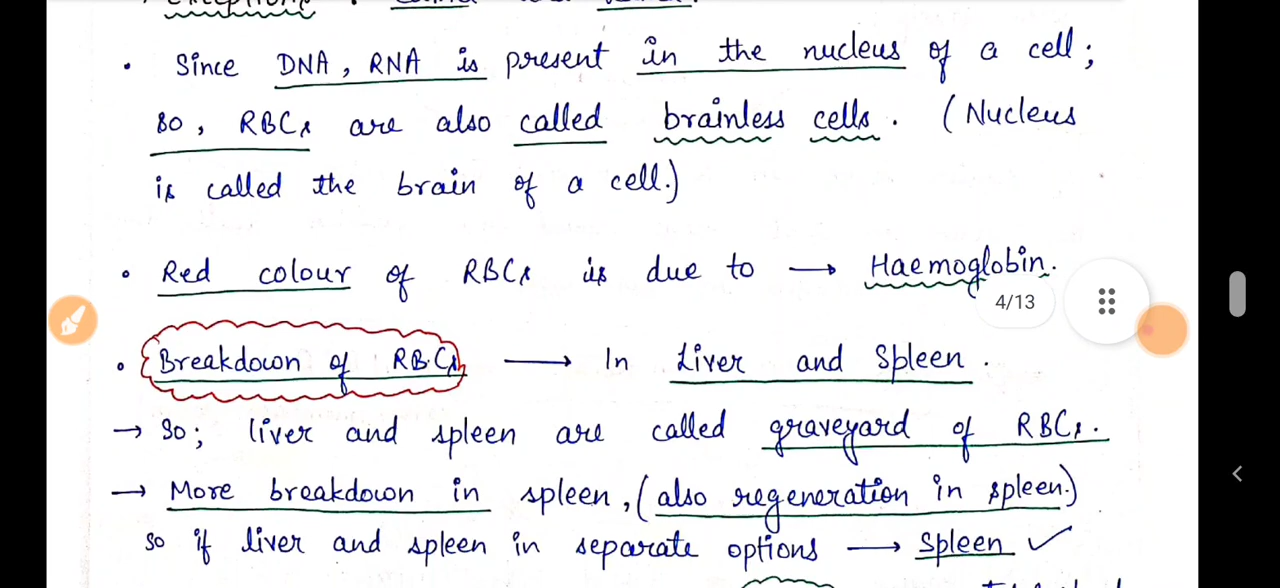 • Since DNA, RNA is present in the nucleus of a cell;
so, RBCs are also called brainless cells. (Nucleus
is called the brain of a cell.)
• Red colour of RBCs is due to → Haemoglobin.
4/13
• Breakdown of RBCs → In Liver and Spleen.
→ So; liver and spleen are called graveyard of RBCs.
→ More breakdown in spleen, (also regeneration in spleen.)
so if liver and spleen in separate options → Spleen ✓